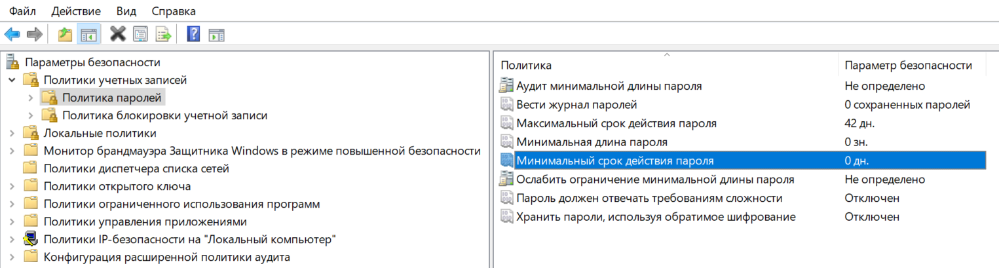 Файл Действие Вид Справка
Параметры безопасности
Политики учетных записей
Политика паролей
Политика блокировки учетной записи
Локальные политики
Монитор брандмауэра Защитника Windows в режиме повышенной безопасности
Политики диспетчера списка сетей
Политики открытого ключа
Политики ограниченного использования программ
Политики управления приложениями
Политики IP-безопасности на "Локальный компьютер"
Конфигурация расширенной политики аудита
Политика Параметр безопасности
Аудит минимальной длины пароля Не определено
Вести журнал паролей 0 сохраненных паролей
Максимальный срок действия пароля 42 дн.
Минимальная длина пароля 0 зн.
Минимальный срок действия пароля 0 дн.
Ослабить ограничение минимальной длины пароля Не определено
Пароль должен отвечать требованиям сложности Отключен
Хранить пароли, используя обратимое шифрование Отключен